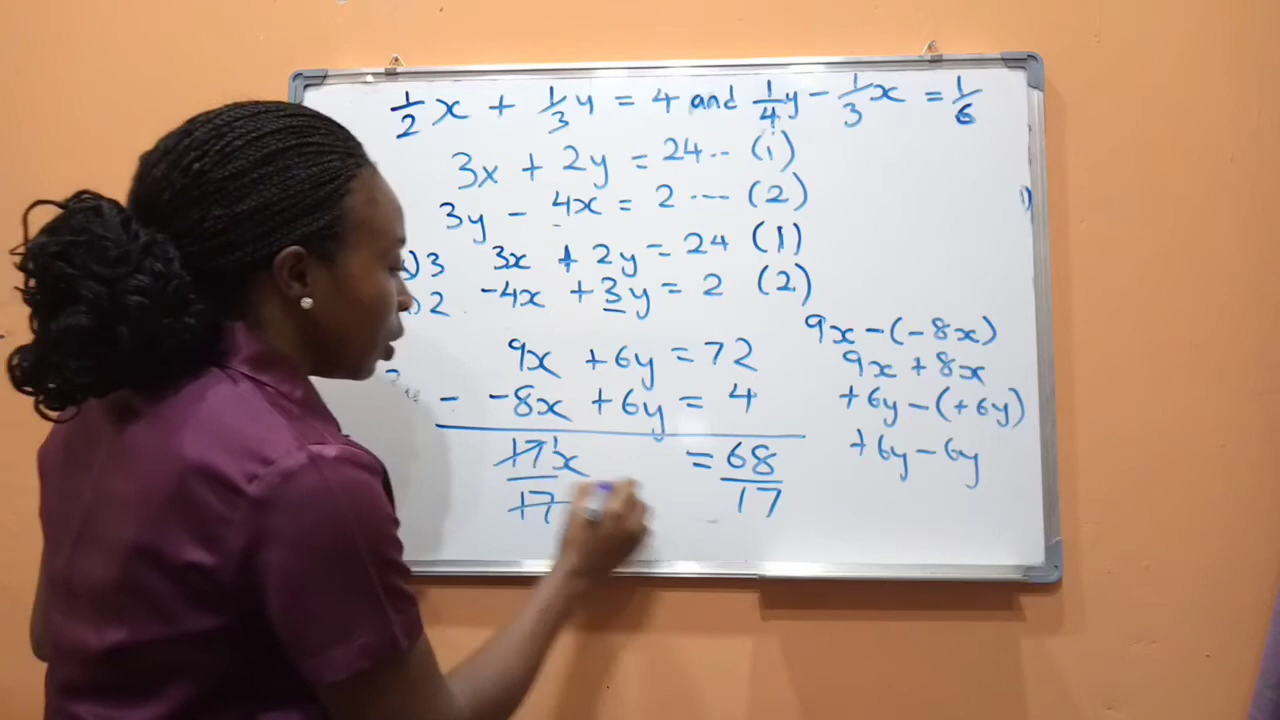 1/2 x + 1/3 y = 4 and 1/4 y - 1/3 x = 1/6
3x + 2y = 24 -- (1)
3y - 4x = 2 --- (2)
) 3 3x + 2y = 24 (1)
) 2 -4x + 3y = 2 (2)
9x + 6y = 72
- -8x + 6y = 4
17x/17 = 68/17
9x - (-8x)
9x + 8x
+6y - (+6y)
+6y - 6y